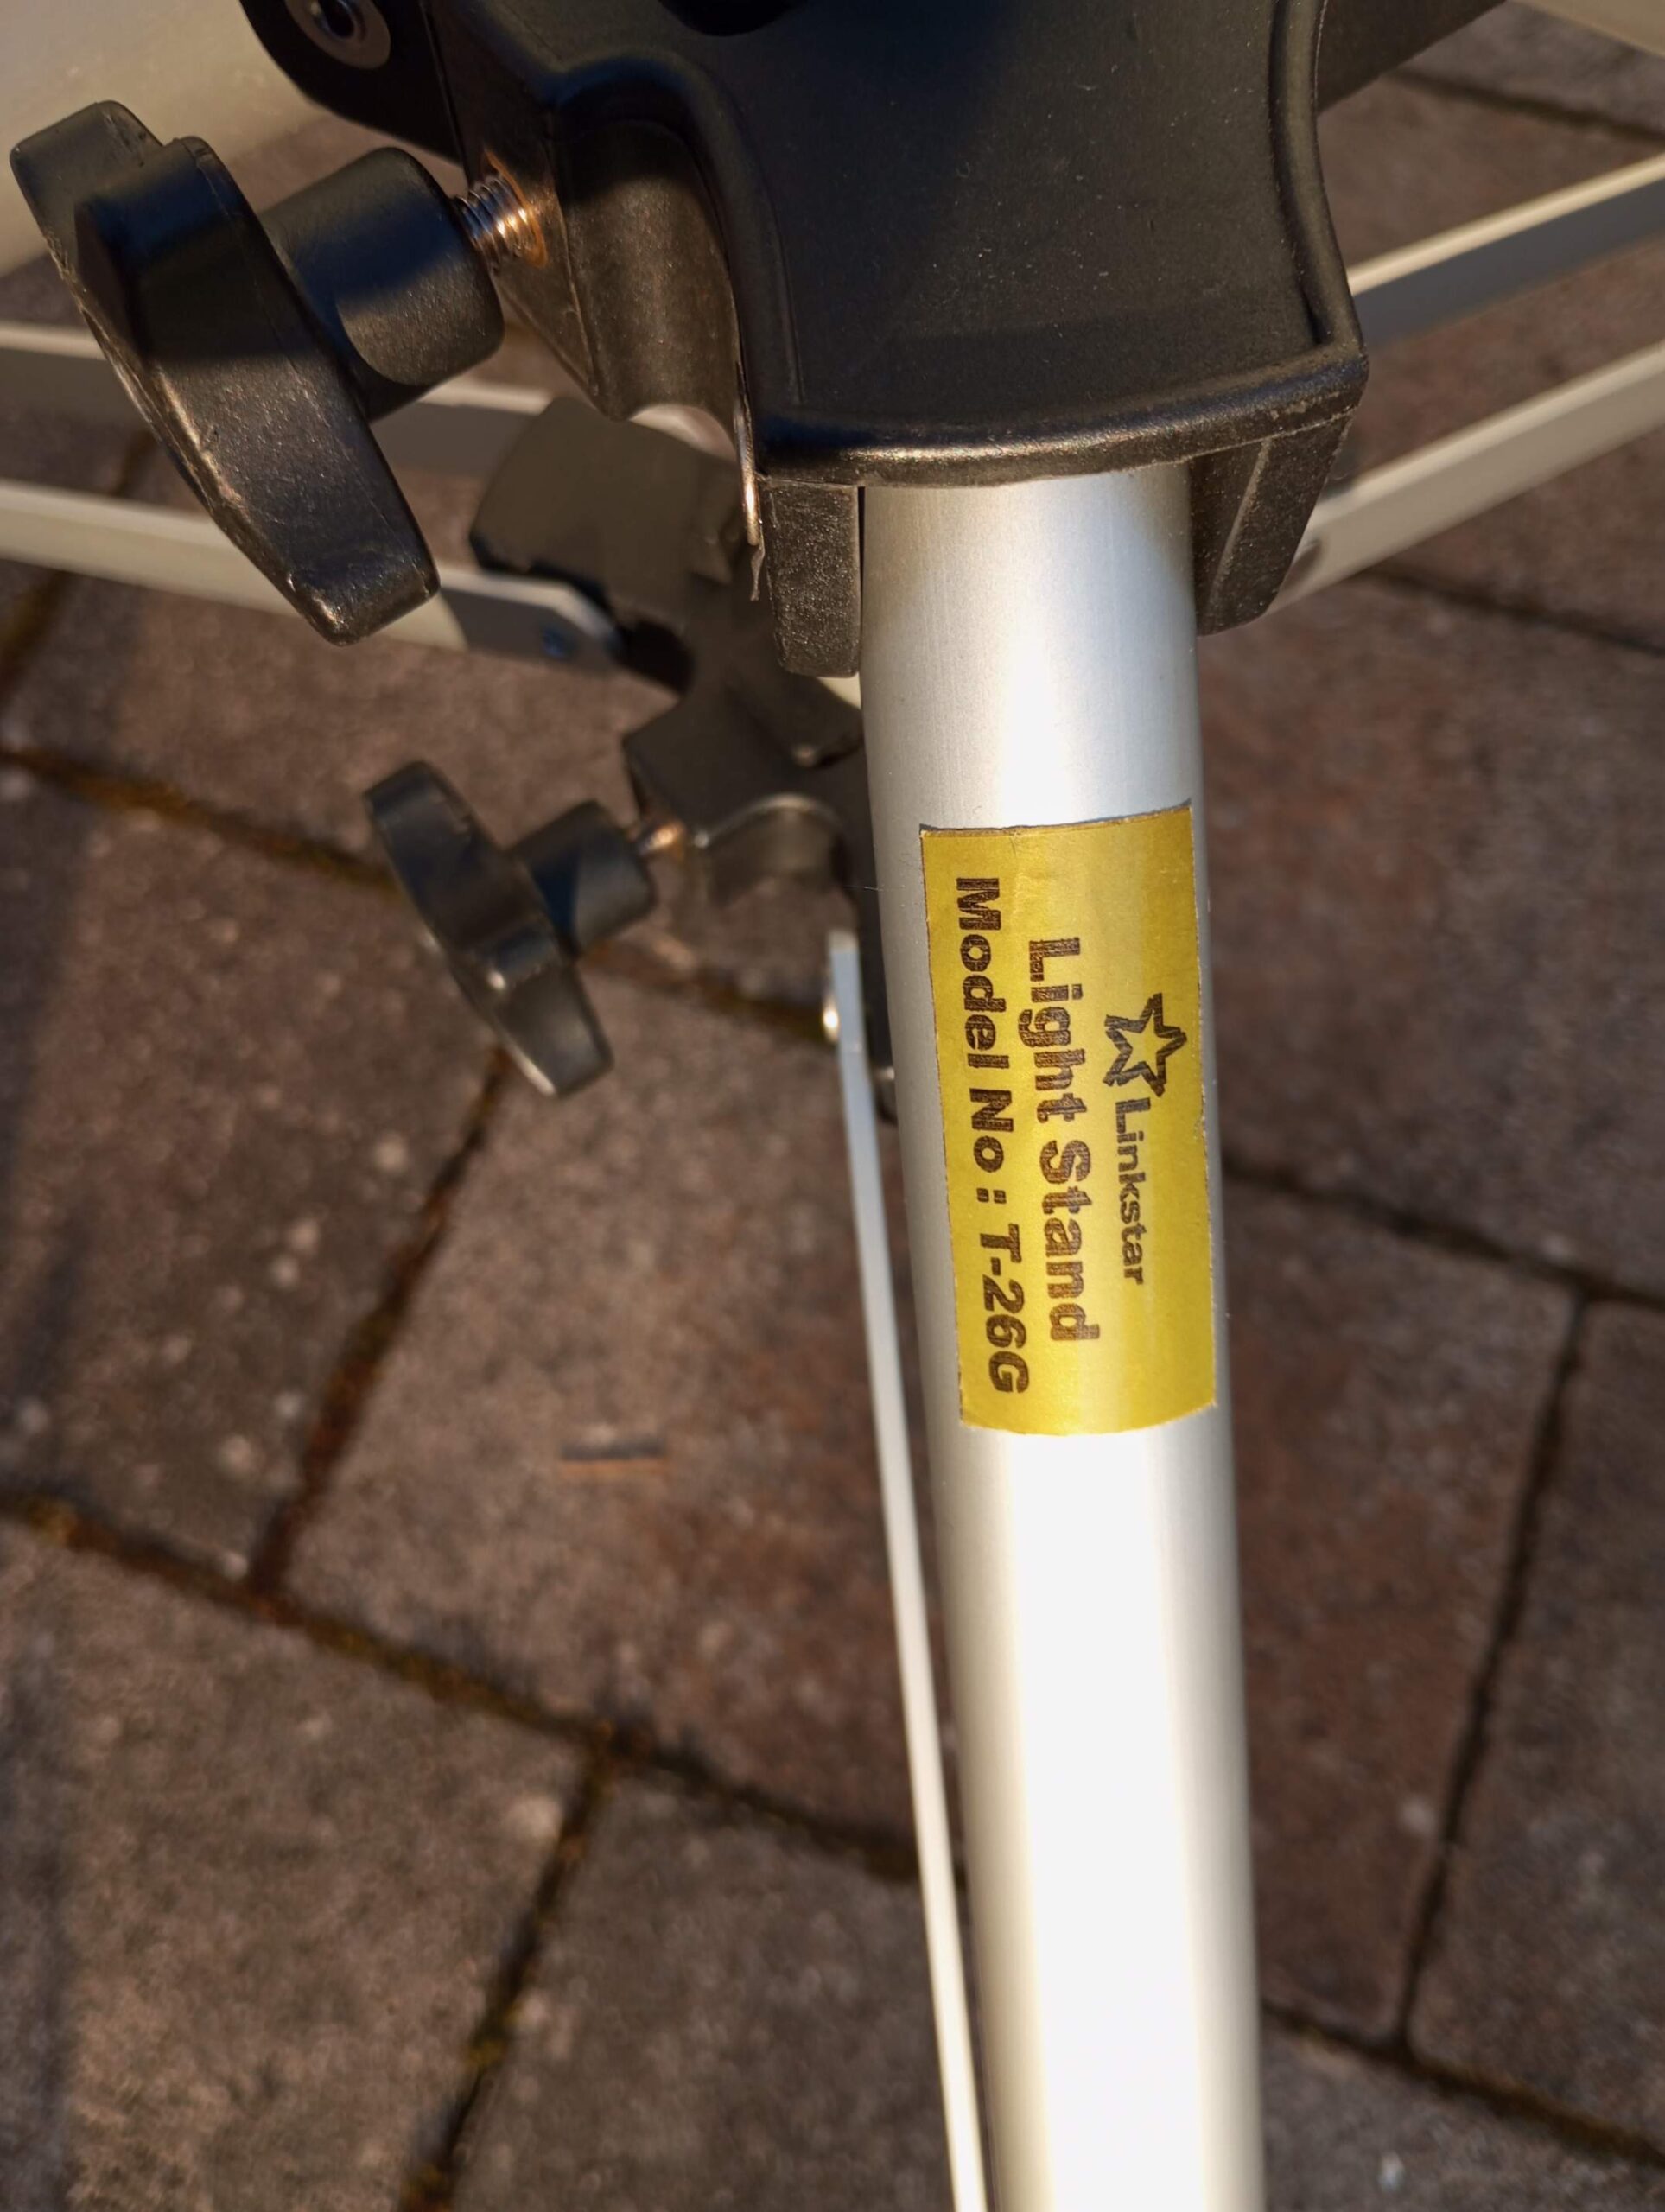 Linkstar
Light Stand
Model No : T-26G